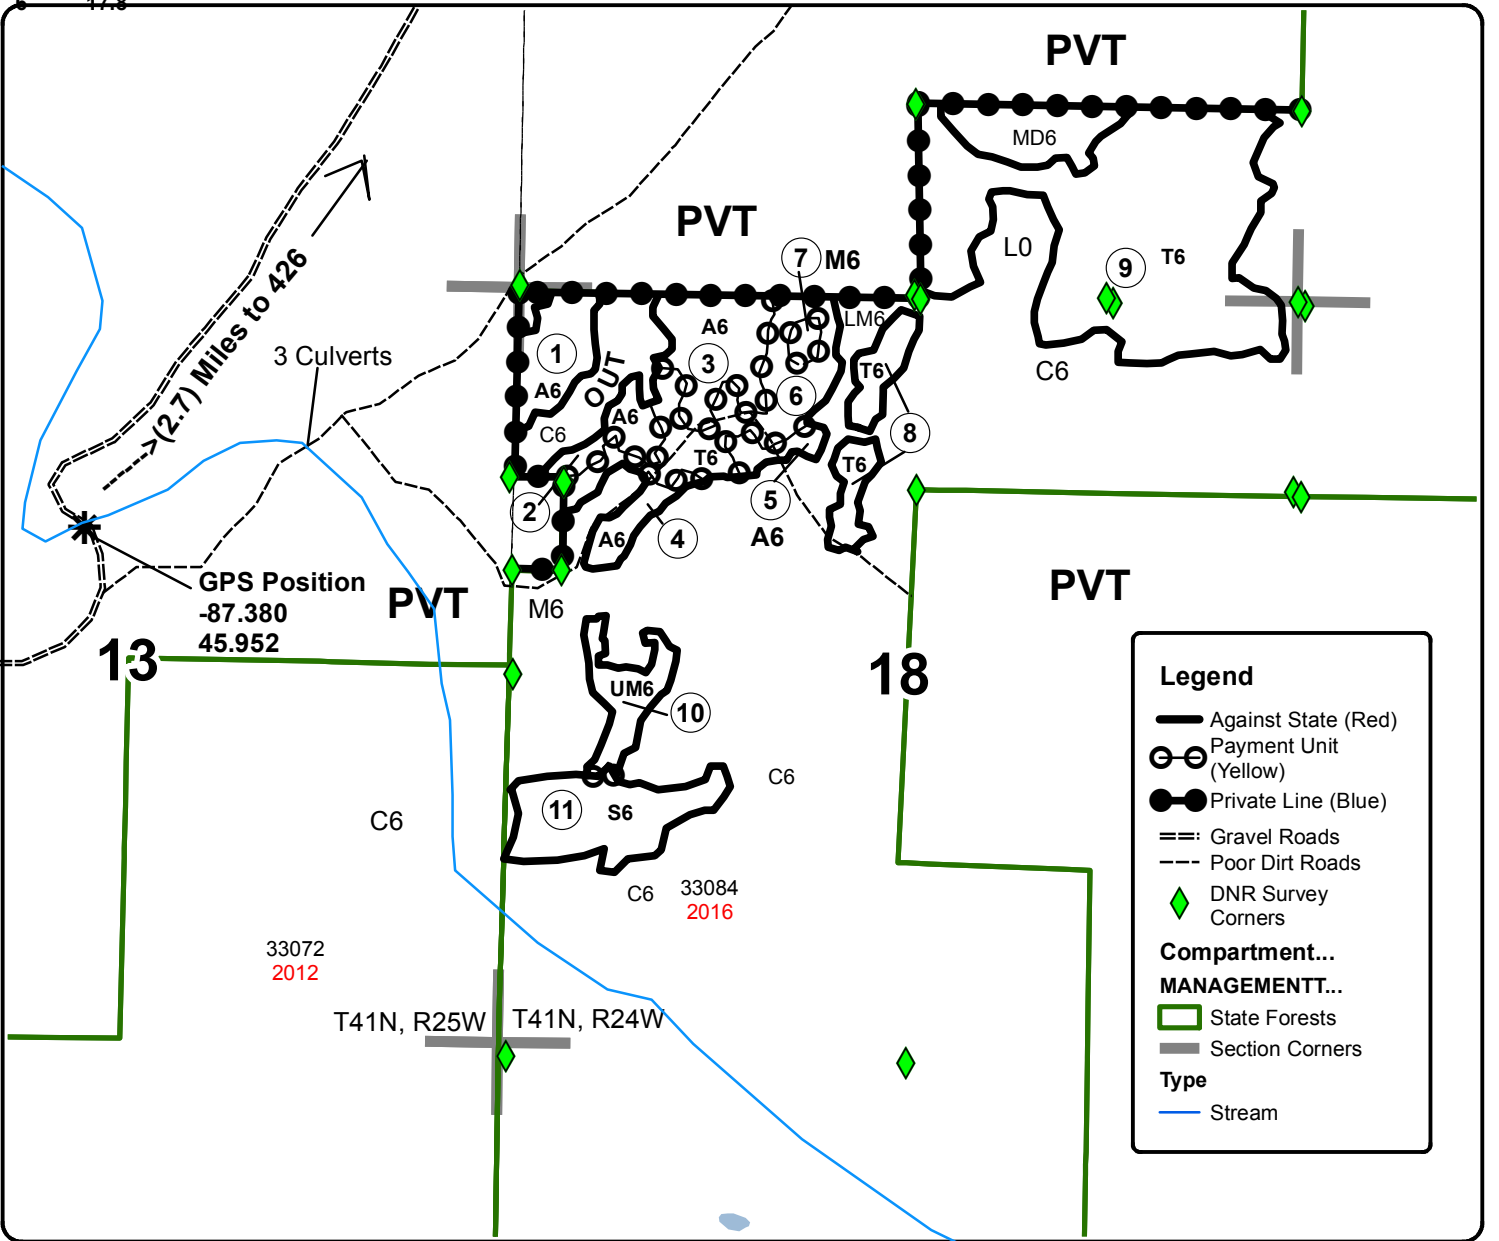 6 17.8
PVT
MD6
PVT
L0
9
T6
7 M6
-->(2.7) Miles to 426
A6
LM6
3 Culverts
1
OUT
3
T6
C6
A6
6
A6
C6
8
T6
T6
2
5
A6
4
A6
GPS Position
-87.380
45.952
PVT
M6
PVT
13
18
UM6
10
C6
11
S6
C6
C6
33084
2016
33072
2012
T41N, R25W
T41N, R24W
Legend
Against State (Red)
Payment Unit
(Yellow)
Private Line (Blue)
Gravel Roads
Poor Dirt Roads
DNR Survey
Corners
Compartment...
MANAGEMENTT...
State Forests
Section Corners
Type
Stream